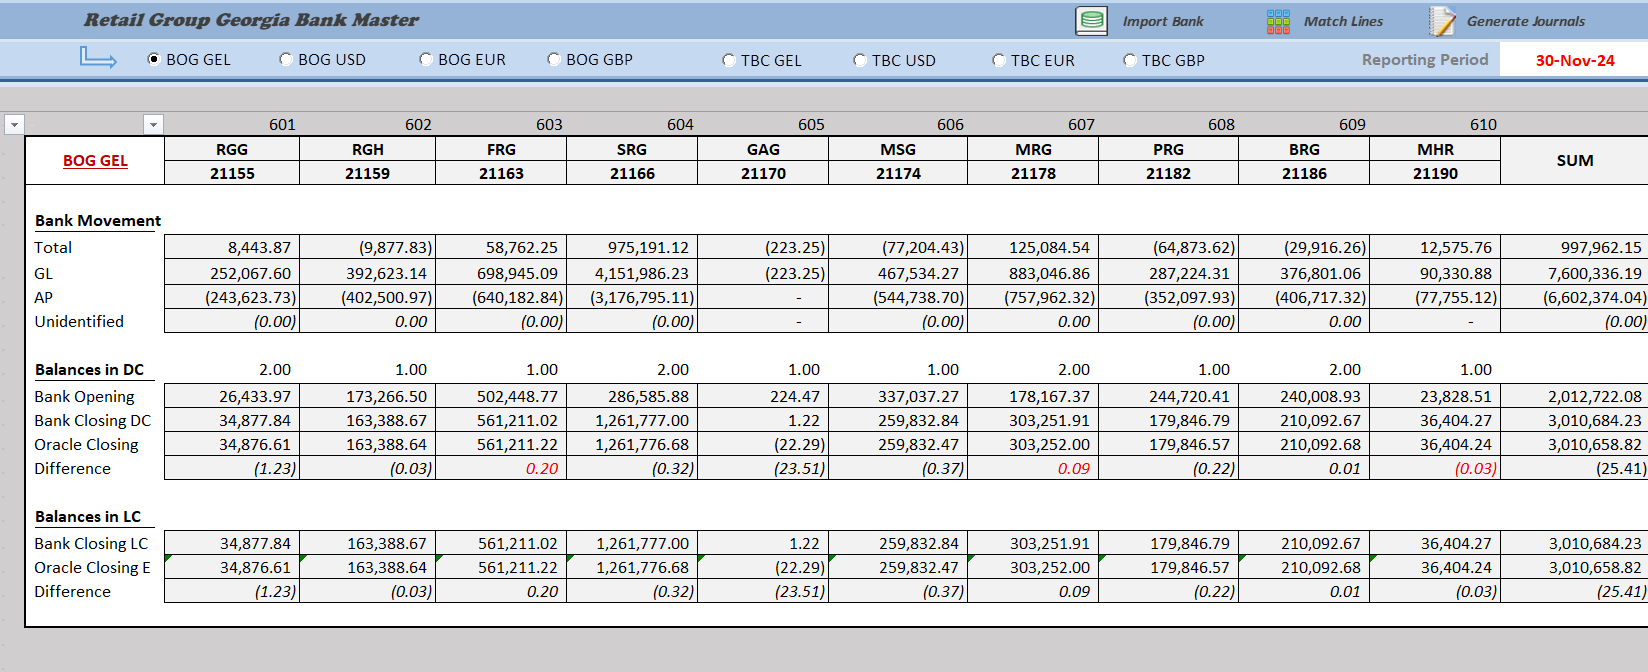 Retail Group Georgia Bank Master Import Bank Match Lines Generate Journals
BOG GEL BOG USD BOG EUR BOG GBP TBC GEL TBC USD TBC EUR TBC GBP Reporting Period 30-Nov-24
601 602 603 604 605 606 607 608 609 610
BOG GEL RGG RGH FRG SRG GAG MSG MRG PRG BRG MHR SUM
21155 21159 21163 21166 21170 21174 21178 21182 21186 21190
Bank Movement
Total 8,443.87 (9,877.83) 58,762.25 975,191.12 (223.25) (77,204.43) 125,084.54 (64,873.62) (29,916.26) 12,575.76 997,962.15
GL 252,067.60 392,623.14 698,945.09 4,151,986.23 (223.25) 467,534.27 883,046.86 287,224.31 376,801.06 90,330.88 7,600,336.19
AP (243,623.73) (402,500.97) (640,182.84) (3,176,795.11) - (544,738.70) (757,962.32) (352,097.93) (406,717.32) (77,755.12) (6,602,374.04)
Unidentified (0.00) 0.00 (0.00) (0.00) - (0.00) 0.00 (0.00) 0.00 - (0.00)
Balances in DC 2.00 1.00 1.00 2.00 1.00 1.00 2.00 1.00 2.00 1.00
Bank Opening 26,433.97 173,266.50 502,448.77 286,585.88 224.47 337,037.27 178,167.37 244,720.41 240,008.93 23,828.51 2,012,722.08
Bank Closing DC 34,877.84 163,388.67 561,211.02 1,261,777.00 1.22 259,832.84 303,251.91 179,846.79 210,092.67 36,404.27 3,010,684.23
Oracle Closing 34,876.61 163,388.64 561,211.22 1,261,776.68 (22.29) 259,832.47 303,252.00 179,846.57 210,092.68 36,404.24 3,010,658.82
Difference (1.23) (0.03) 0.20 (0.32) (23.51) (0.37) 0.09 (0.22) 0.01 (0.03) (25.41)
Balances in LC
Bank Closing LC 34,877.84 163,388.67 561,211.02 1,261,777.00 1.22 259,832.84 303,251.91 179,846.79 210,092.67 36,404.27 3,010,684.23
Oracle Closing E 34,876.61 163,388.64 561,211.22 1,261,776.68 (22.29) 259,832.47 303,252.00 179,846.57 210,092.68 36,404.24 3,010,658.82
Difference (1.23) (0.03) 0.20 (0.32) (23.51) (0.37) 0.09 (0.22) 0.01 (0.03) (25.41)